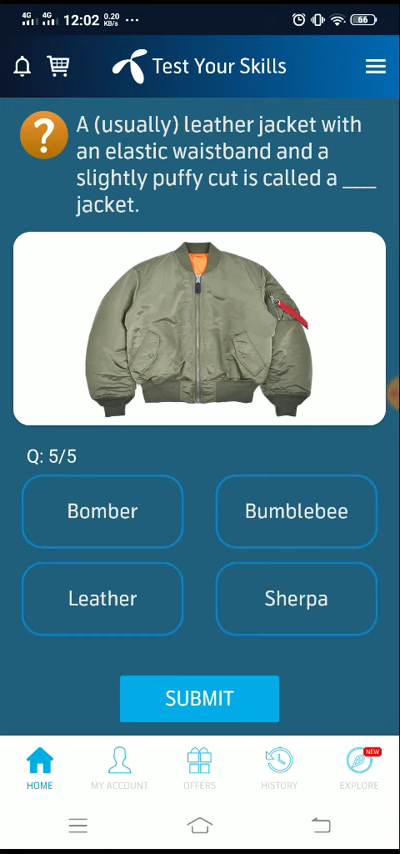 4G 4G 12:02 0.20 KB/s ... 66
Test Your Skills
? A (usually) leather jacket with
an elastic waistband and a
slightly puffy cut is called a ___
jacket.
Q: 5/5
Bomber Bumblebee
Leather Sherpa
SUBMIT
NEW
HOME MY ACCOUNT OFFERS HISTORY EXPLORE